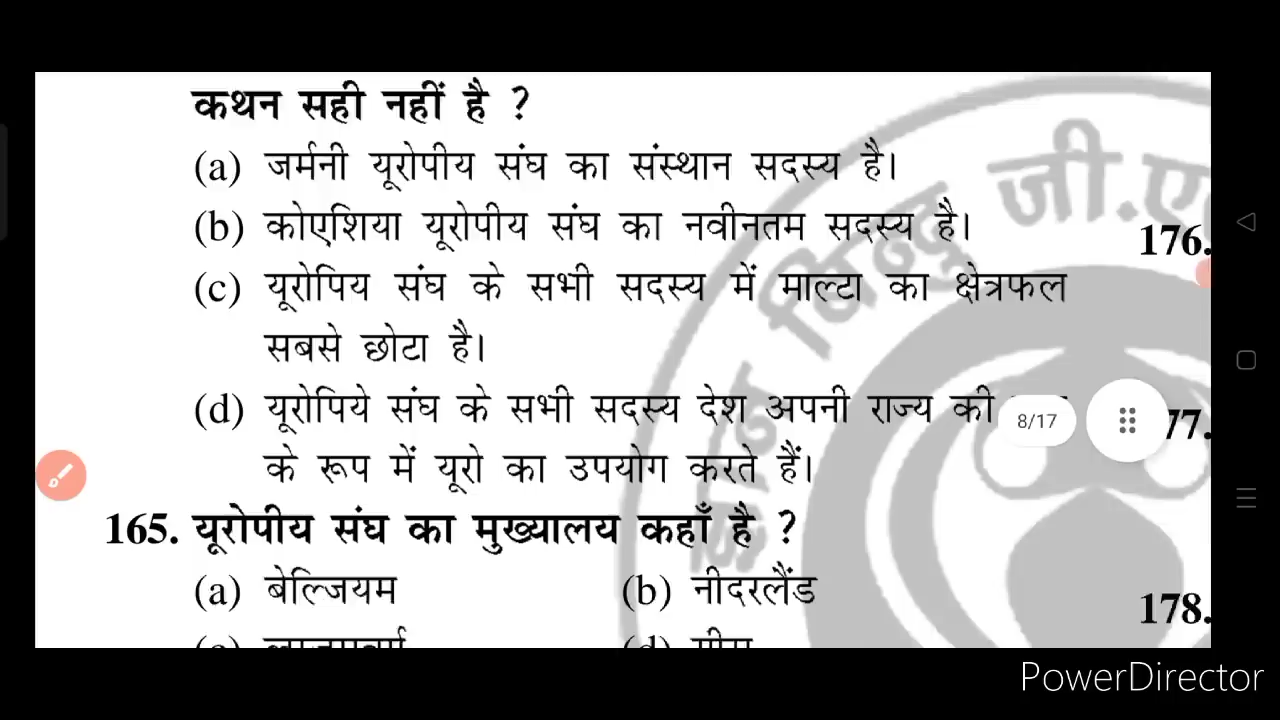 कथन सही नहीं है ?
(a) जर्मनी यूरोपीय संघ का संस्थान सदस्य है।
(b) कोएशिया यूरोपीय संघ का नवीनतम सदस्य है।
176.
(c) यूरोपिय संघ के सभी सदस्य में माल्टा का क्षेत्रफल
सबसे छोटा है।
(d) यूरोपिये संघ के सभी सदस्य देश अपनी राज्य की
8/17
77.
के रूप में यूरो का उपयोग करते हैं।
165. यूरोपीय संघ का मुख्यालय कहाँ है ?
(a) बेल्जियम (b) नीदरलैंड
178.
ज्ञान बिन्दु जी.ए
PowerDirector